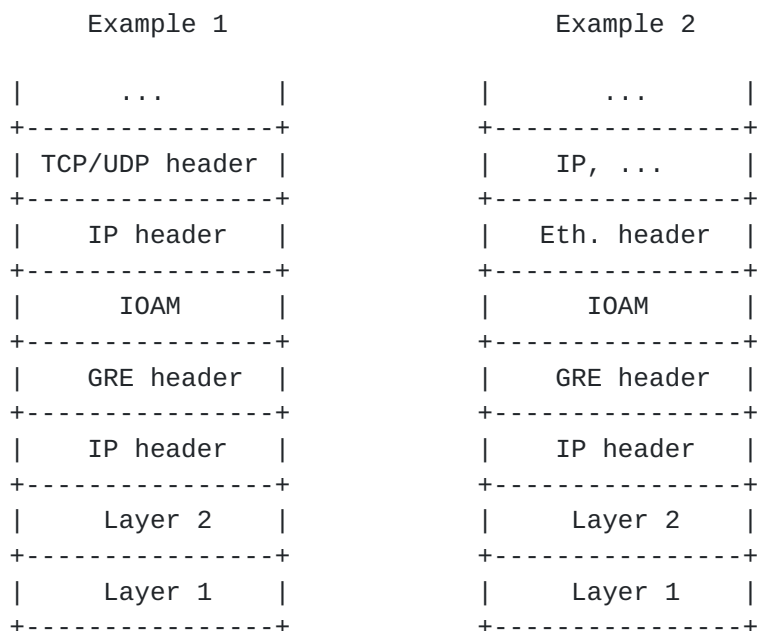 Example 1                     Example 2

|      ...       |            |       ...      |
+----------------+            +----------------+
| TCP/UDP header |            |    IP, ...     |
+----------------+            +----------------+
|    IP header   |            |   Eth. header  |
+----------------+            +----------------+
|      IOAM      |            |      IOAM      |
+----------------+            +----------------+
|    GRE header  |            |    GRE header  |
+----------------+            +----------------+
|    IP header   |            |    IP header   |
+----------------+            +----------------+
|     Layer 2    |            |     Layer 2    |
+----------------+            +----------------+
|     Layer 1    |            |     Layer 1    |
+----------------+            +----------------+